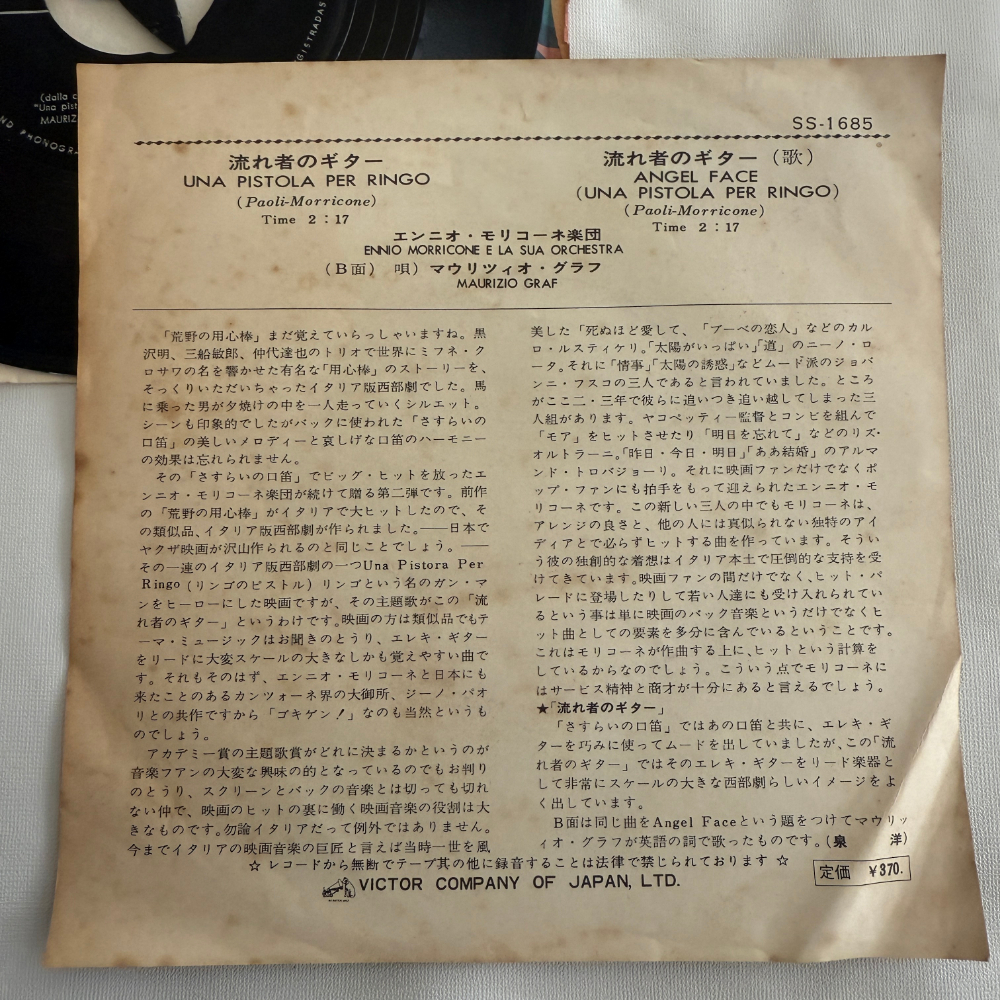 GISTRADAS
(dalla c
"Una pist
MAURIZ
ND PHONOGRA
SS-1685
流れ者のギター
UNA PISTOLA PER RINGO
(Paoli-Morricone)
Time 2:17
流れ者のギター(歌)
ANGEL FACE
(UNA PISTOLA PER RINGO)
(Paoli-Morricone)
Time 2:17
エンニオ・モリコーネ楽団
ENNIO MORRICONE E LA SUA ORCHESTRA
(B面) 唄)マウリツィオ・グラフ
MAURIZIO GRAF
「荒野の用心棒」まだ覚えていらっしゃいますね。黒
沢明、三船敏郎、仲代達也のトリオで世界にミフネ・ク
ロサワの名を響かせた有名な「用心棒」のストーリーを、
そっくりいただいちゃったイタリア版西部劇でした。馬
に乗った男が夕焼けの中を一人走っていくシルエット。
シーンも印象的でしたがバックに使われた「さすらいの
口笛」の美しいメロディーと哀しげな口笛のハーモニー
の効果は忘れられません。
その「さすらいの口笛」でビッグ・ヒットを放ったエ
ンニオ・モリコーネ楽団が続けて贈る第二弾です。前作
の「荒野の用心棒」がイタリアで大ヒットしたので、そ
の類似品、イタリア版西部劇が作られました。——日本で
ヤクザ映画が沢山作られるのと同じことでしょう。——
その一連のイタリア版西部劇の一つUna Pistora Per
Ringo(リンゴのピストル)リンゴという名のガン・マ
ンをヒーローにした映画ですが、その主題歌がこの「流
れ者のギター」というわけです。映画の方は類似品でもテ
ーマ・ミュージックはお聞きのとうり、エレキ・ギター
をリードに大変スケールの大きなしかも覚えやすい曲で
す。それもそのはず、エンニオ・モリコーネと日本にも
来たことのあるカンツォーネ界の大御所、ジーノ・パオ
リとの共作ですから「ゴキゲン!」なのも当然というも
のでしょう。
アカデミー賞の主題歌賞がどれに決まるかというのが
音楽フアンの大変な興味の的となっているのでもお判り
のとうり、スクリーンとバックの音楽とは切っても切れ
ない仲で、映画のヒットの裏に働く映画音楽の役割は大
きなものです。勿論イタリアだって例外ではありません。
今までイタリアの映画音楽の巨匠と言えば当時一世を風
美した「死ぬほど愛して、「ブーベの恋人」などのカル
ロ・ルスティケリ。「太陽がいっぱい」「道」のニーノ・ロ
ータ。それに「情事」「太陽の誘惑」などムード派のジョバ
ンニ・フスコの三人であると言われていました。ところ
がここ二・三年で彼らに追いつき追い越してしまった三
人組があります。ヤコペッティー監督とコンビを組んで
「モア」をヒットさせたり「明日を忘れて」などのリズ・
オルトラーニ。「昨日・今日・明日」「ああ結婚」のアルマ
ンド・トロバジョーリ。それに映画ファンだけでなくポ
ップ・ファンにも拍手をもって迎えられたエンニオ・モ
リコーネです。この新しい三人の中でもモリコーネは、
アレンジの良さと、他の人には真似られない独特のアイ
ディアとで必らずヒットする曲を作っています。そうい
う彼の独創的な着想はイタリア本土で圧倒的な支持を受
けてきています。映画ファンの間だけでなく、ヒット・パ
レードに登場したりして若い人達にも受け入れられてい
るという事は単に映画のバック音楽というだけでなくヒ
ット曲としての要素を多分に含んでいるということです。
これはモリコーネが作曲する上に、ヒットという計算を
しているからなのでしょう。こういう点でモリコーネに
はサービス精神と商才が十分にあると言えるでしょう。
★「流れ者のギター」
「さすらいの口笛」ではあの口笛と共に、エレキ・ギ
ターを巧みに使ってムードを出していましたが、この「流
れ者のギター」ではそのエレキ・ギターをリード楽器と
して非常にスケールの大きな西部劇らしいイメージをよ
く出しています。
B面は同じ曲をAngel Faceという題をつけてマウリッ
ィオ・グラフが英語の詞で歌ったものです。(泉 洋)
☆ レコードから無断でテープ其の他に録音することは法律で禁じられております ☆
VICTOR COMPANY OF JAPAN, LTD.
定価 ¥370.